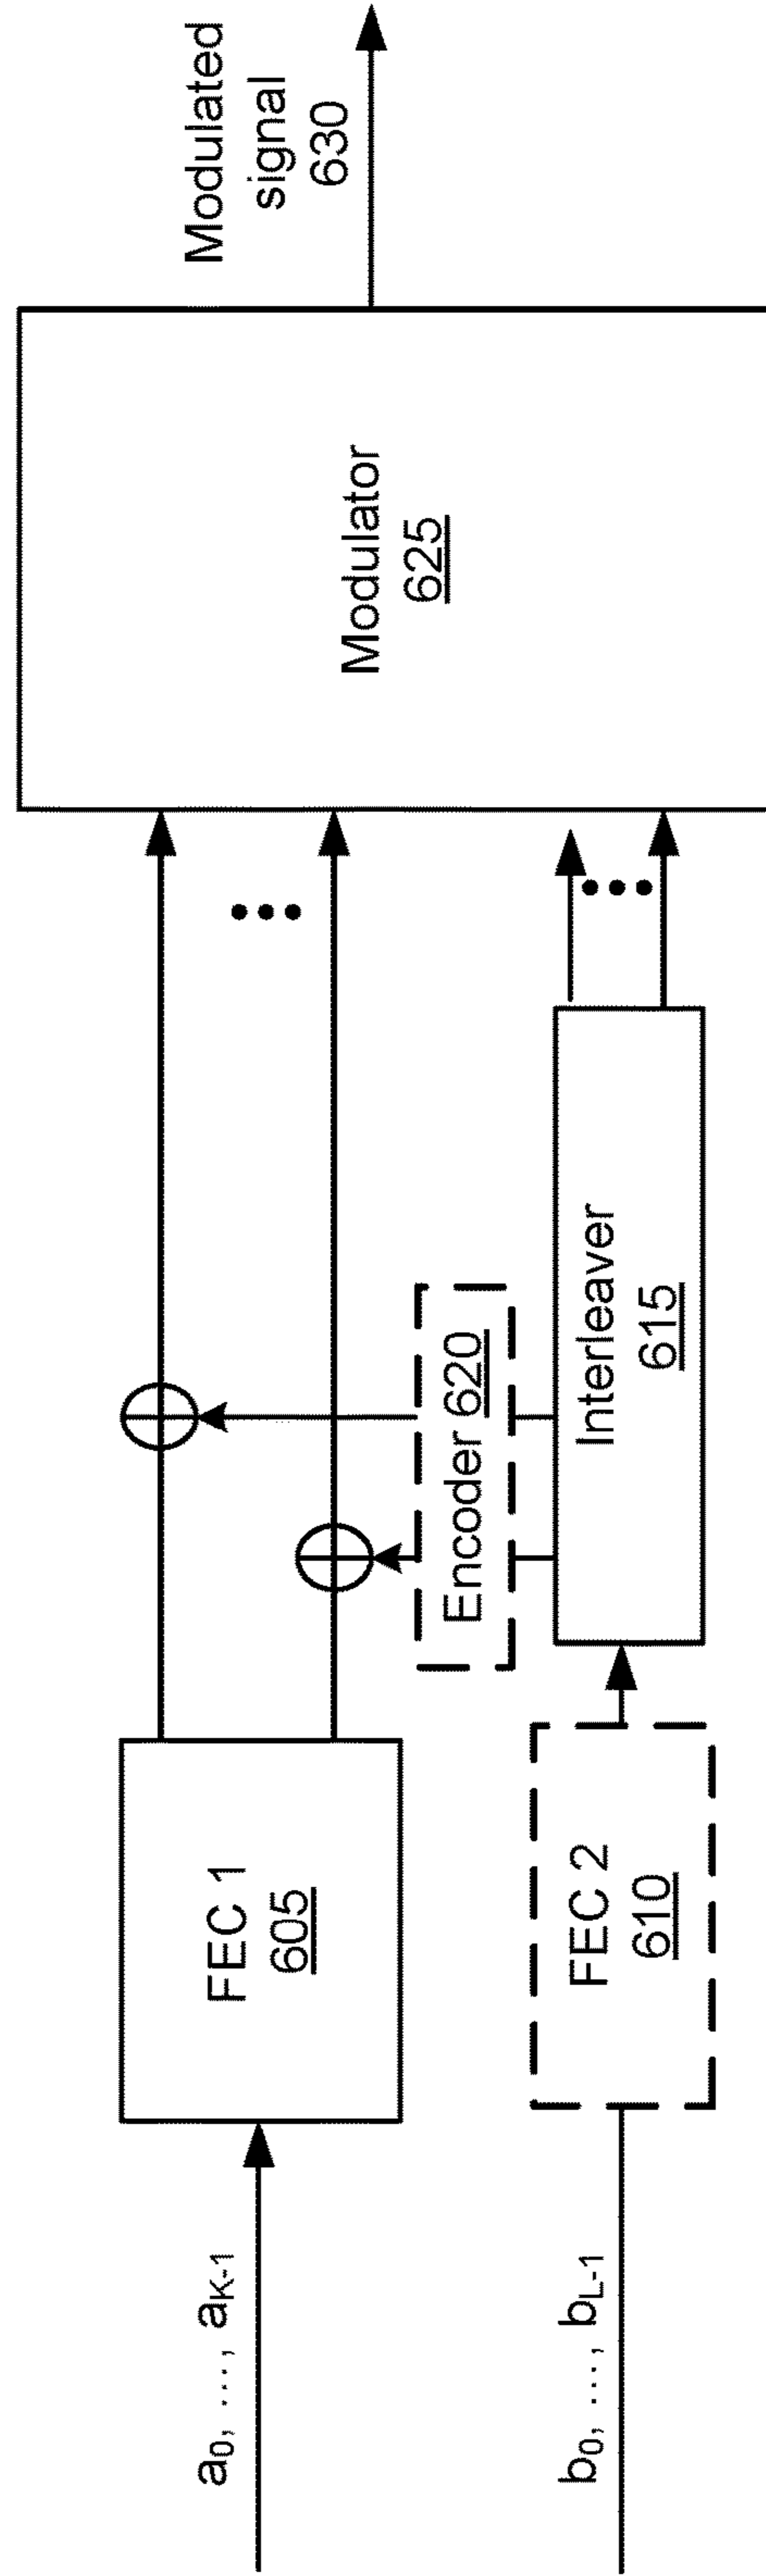 a0, ..., aK-1
b0, ..., bL-1
FEC 1
605
FEC 2
610
Encoder 620
Interleaver
615
Modulator
625
Modulated
signal
630